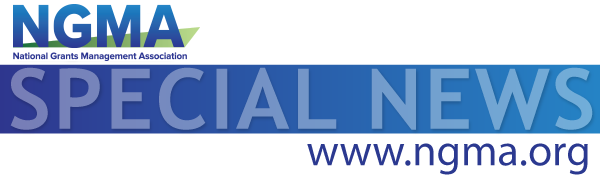 NGMA
National Grants Management Association
SPECIAL NEWS
www.ngma.org